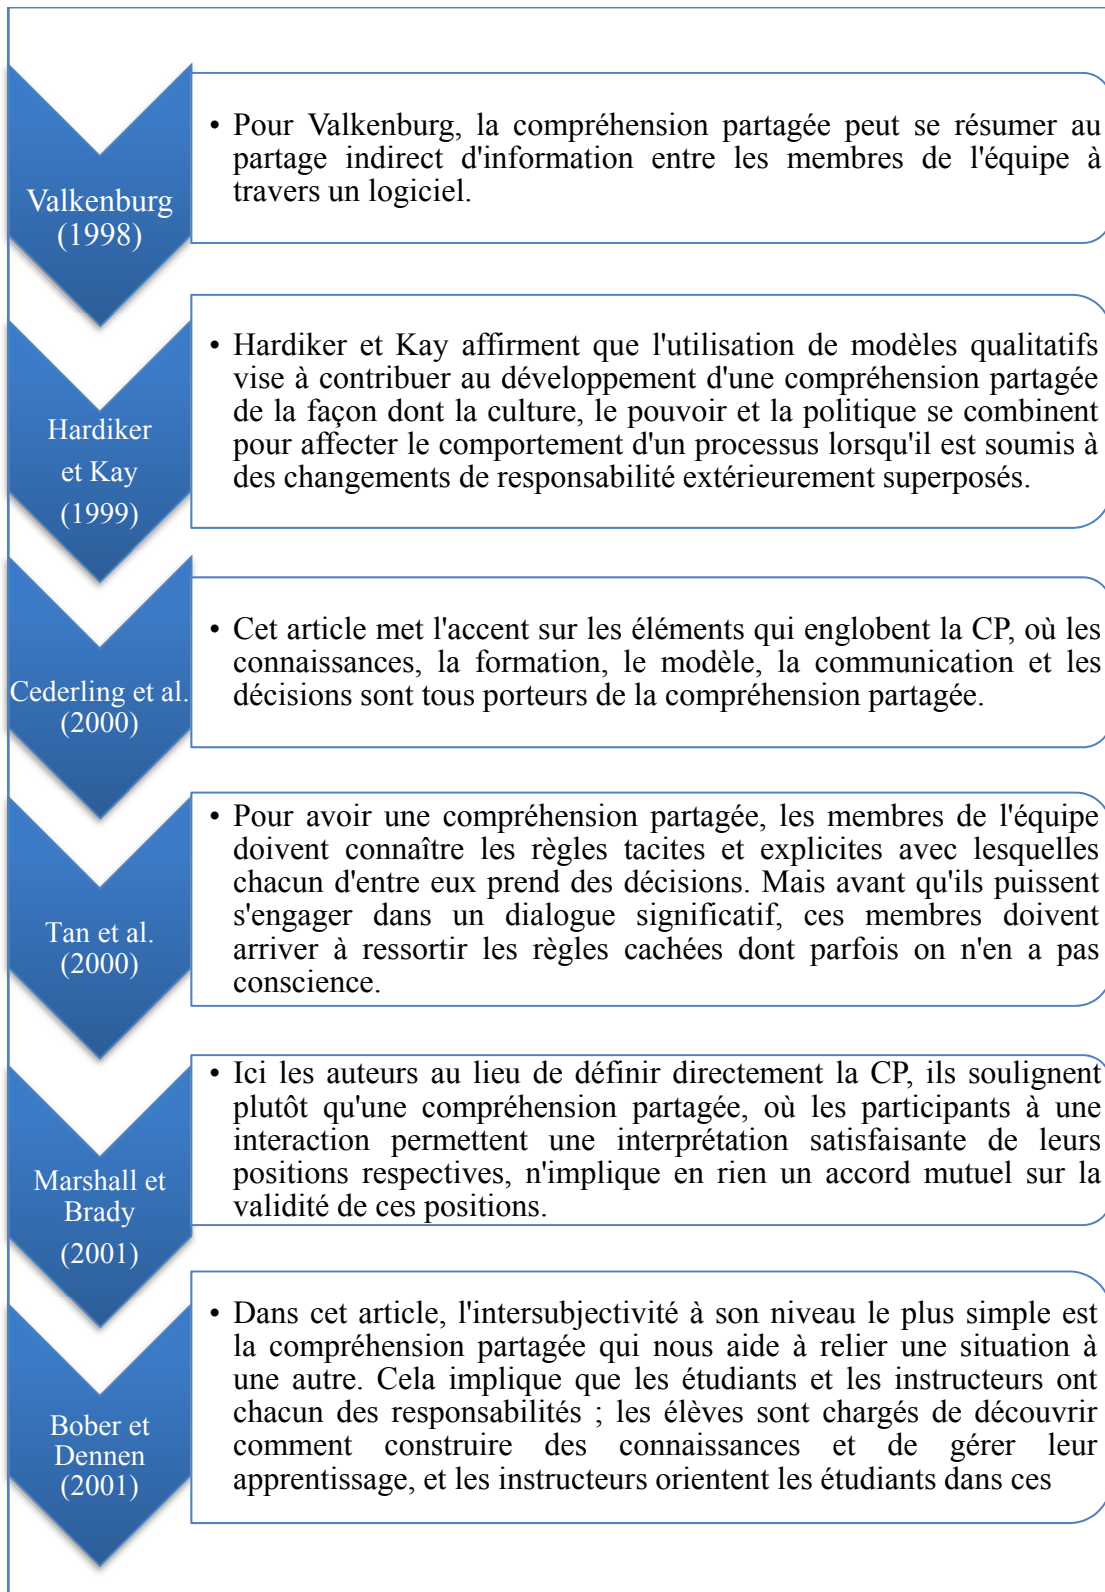 Valkenburg
(1998)
• Pour Valkenburg, la compréhension partagée peut se résumer au
partage indirect d'information entre les membres de l'équipe à
travers un logiciel.
Hardiker
et Kay
(1999)
• Hardiker et Kay affirment que l'utilisation de modèles qualitatifs
vise à contribuer au développement d'une compréhension partagée
de la façon dont la culture, le pouvoir et la politique se combinent
pour affecter le comportement d'un processus lorsqu'il est soumis à
des changements de responsabilité extérieurement superposés.
Cederling et al.
(2000)
• Cet article met l'accent sur les éléments qui englobent la CP, où les
connaissances, la formation, le modèle, la communication et les
décisions sont tous porteurs de la compréhension partagée.
Tan et al.
(2000)
• Pour avoir une compréhension partagée, les membres de l'équipe
doivent connaître les règles tacites et explicites avec lesquelles
chacun d'entre eux prend des décisions. Mais avant qu'ils puissent
s'engager dans un dialogue significatif, ces membres doivent
arriver à ressortir les règles cachées dont parfois on n'en a pas
conscience.
Marshall et
Brady
(2001)
• Ici les auteurs au lieu de définir directement la CP, ils soulignent
plutôt qu'une compréhension partagée, où les participants à une
interaction permettent une interprétation satisfaisante de leurs
positions respectives, n'implique en rien un accord mutuel sur la
validité de ces positions.
Bober et
Dennen
(2001)
• Dans cet article, l'intersubjectivité à son niveau le plus simple est
la compréhension partagée qui nous aide à relier une situation à
une autre. Cela implique que les étudiants et les instructeurs ont
chacun des responsabilités ; les élèves sont chargés de découvrir
comment construire des connaissances et de gérer leur
apprentissage, et les instructeurs orientent les étudiants dans ces